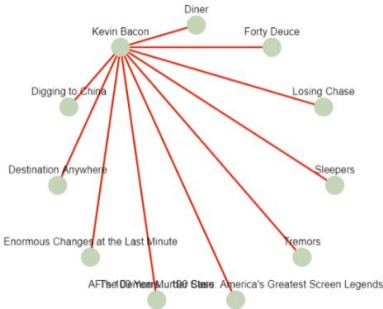 Diner
Kevin Bacon
Forty Deuce
Digging to China
Losing Chase
Destination Anywhere
Sleepers
Enormous Changes at the Last Minute
Tremors
America's Greatest Screen Legends